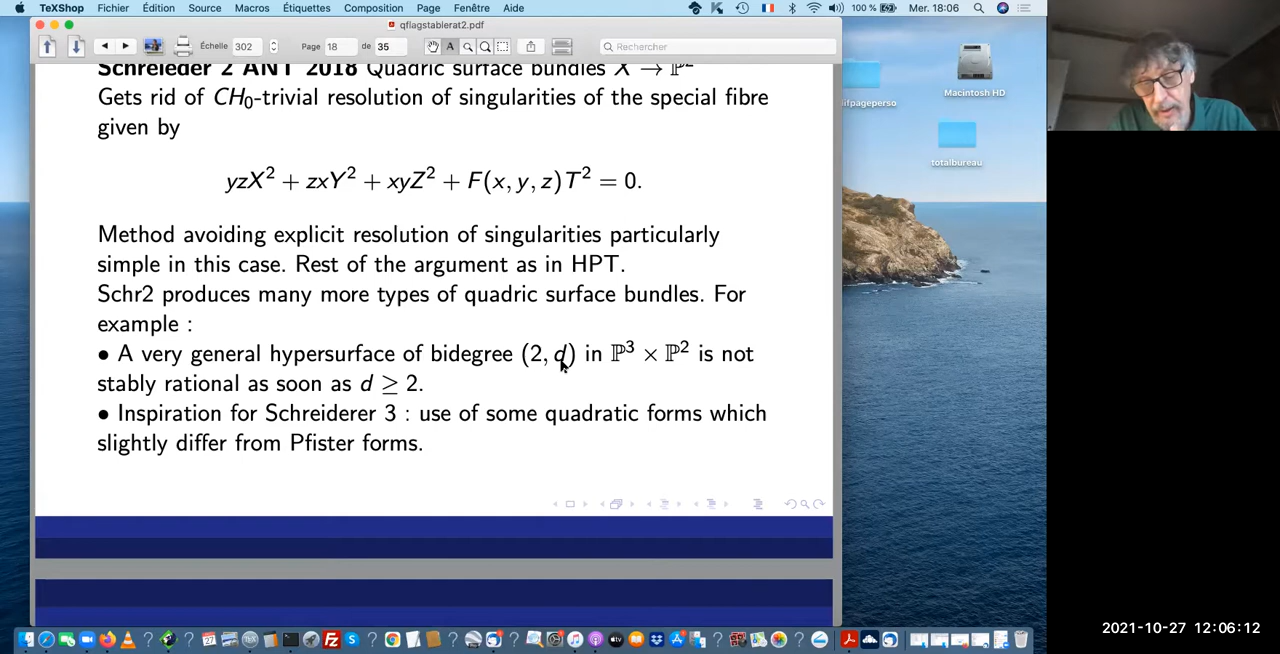 TeXShop Fichier Édition Source Macros Étiquettes Composition Page Fenêtre Aide 100 % Mer. 18:06
qflagstablerat2.pdf
Échelle 302 Page 18 de 35 Rechercher
Schreieder 2 ANT 2018 Quadric surface bundles X → ℙ²
Gets rid of CH₀-trivial resolution of singularities of the special fibre
given by
yzX² + zxY² + xyZ² + F(x, y, z)T² = 0.
Method avoiding explicit resolution of singularities particularly
simple in this case. Rest of the argument as in HPT.
Schr2 produces many more types of quadric surface bundles. For
example :
• A very general hypersurface of bidegree (2, d) in ℙ³ × ℙ² is not
stably rational as soon as d ≥ 2.
• Inspiration for Schreiderer 3 : use of some quadratic forms which
slightly differ from Pfister forms.
iifpageperso
Macintosh HD
totalbureau
2021-10-27 12:06:12